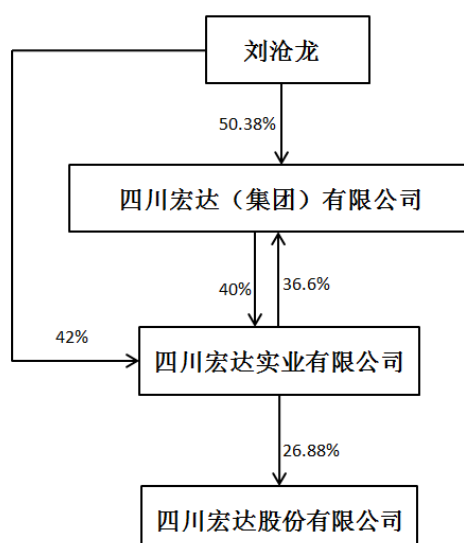 刘沧龙
50.38%
四川宏达（集团）有限公司
40%
36.6%
42%
四川宏达实业有限公司
26.88%
四川宏达股份有限公司